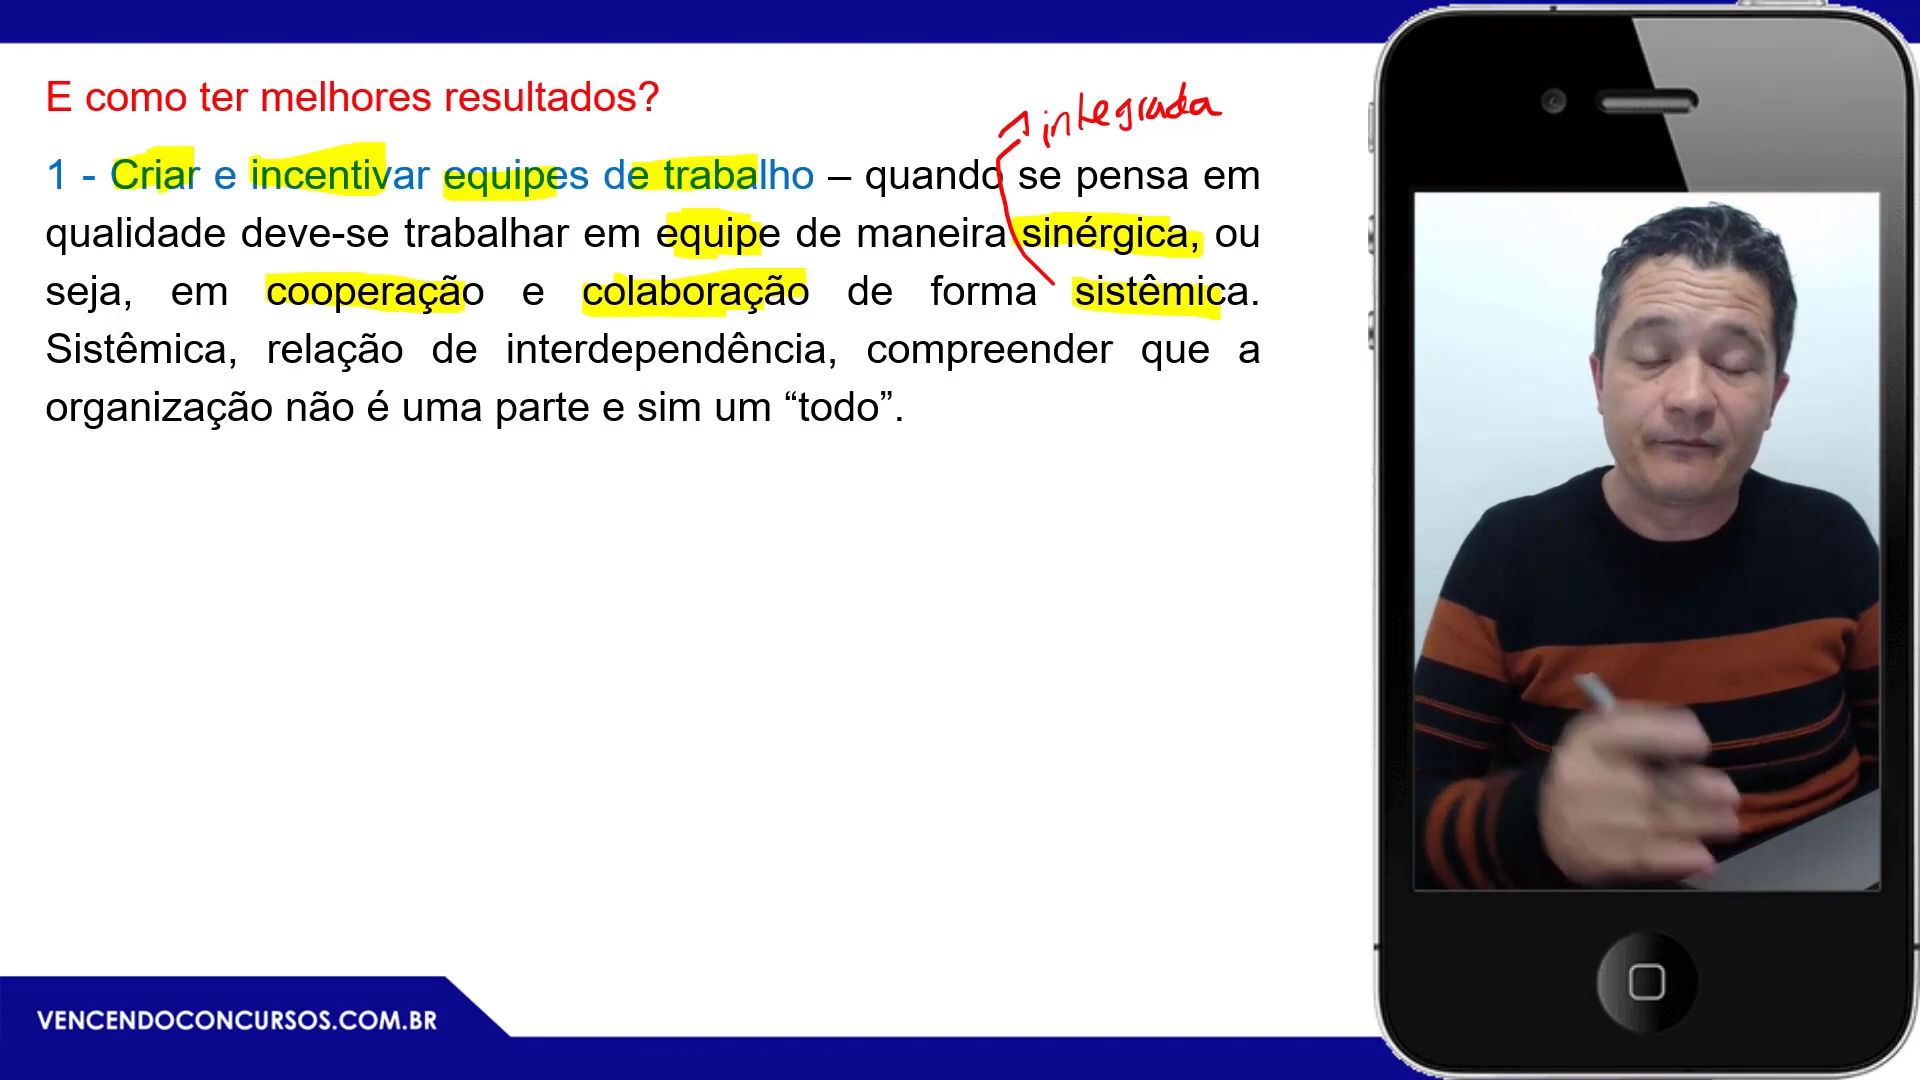 E como ter melhores resultados?
integrada
1 - Criar e incentivar equipes de trabalho – quando se pensa em
qualidade deve-se trabalhar em equipe de maneira sinérgica, ou
seja, em cooperação e colaboração de forma sistêmica.
Sistêmica, relação de interdependência, compreender que a
organização não é uma parte e sim um “todo”.
VENCENDOCONCURSOS.COM.BR